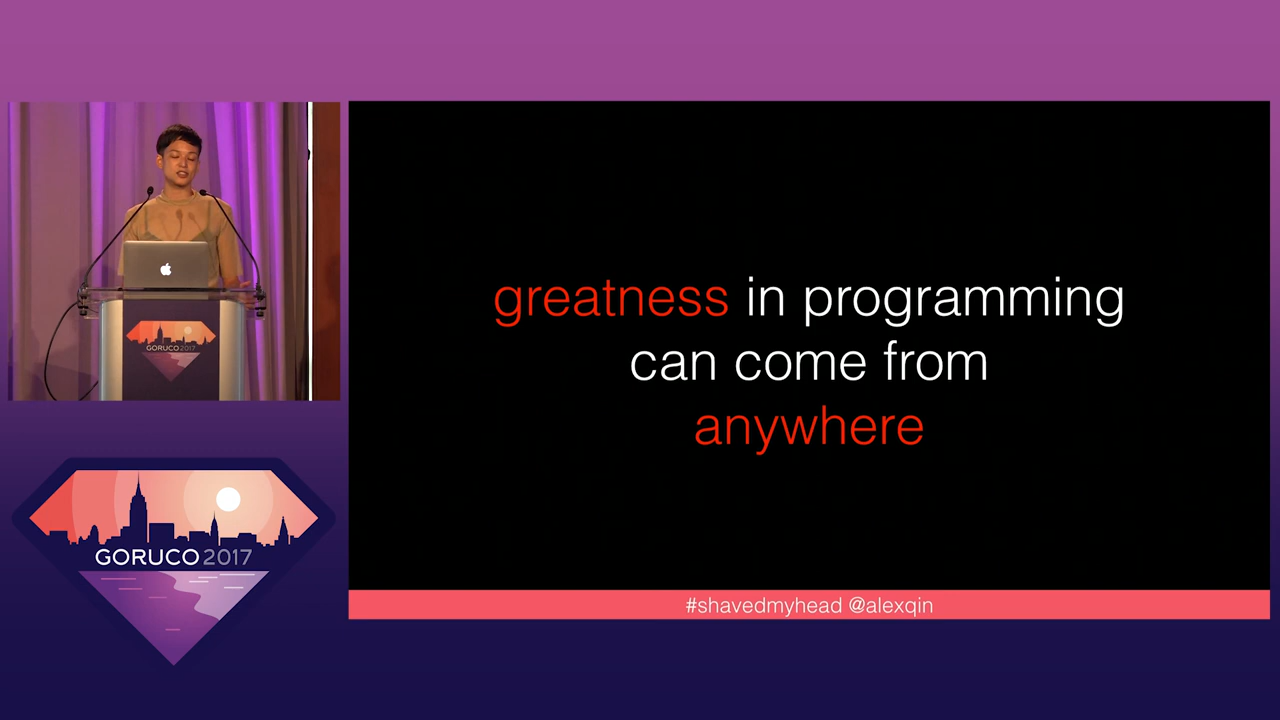 GORUCO 2017
greatness in programming
can come from
anywhere
#shavedmyhead @alexqin
GORUCO 2017